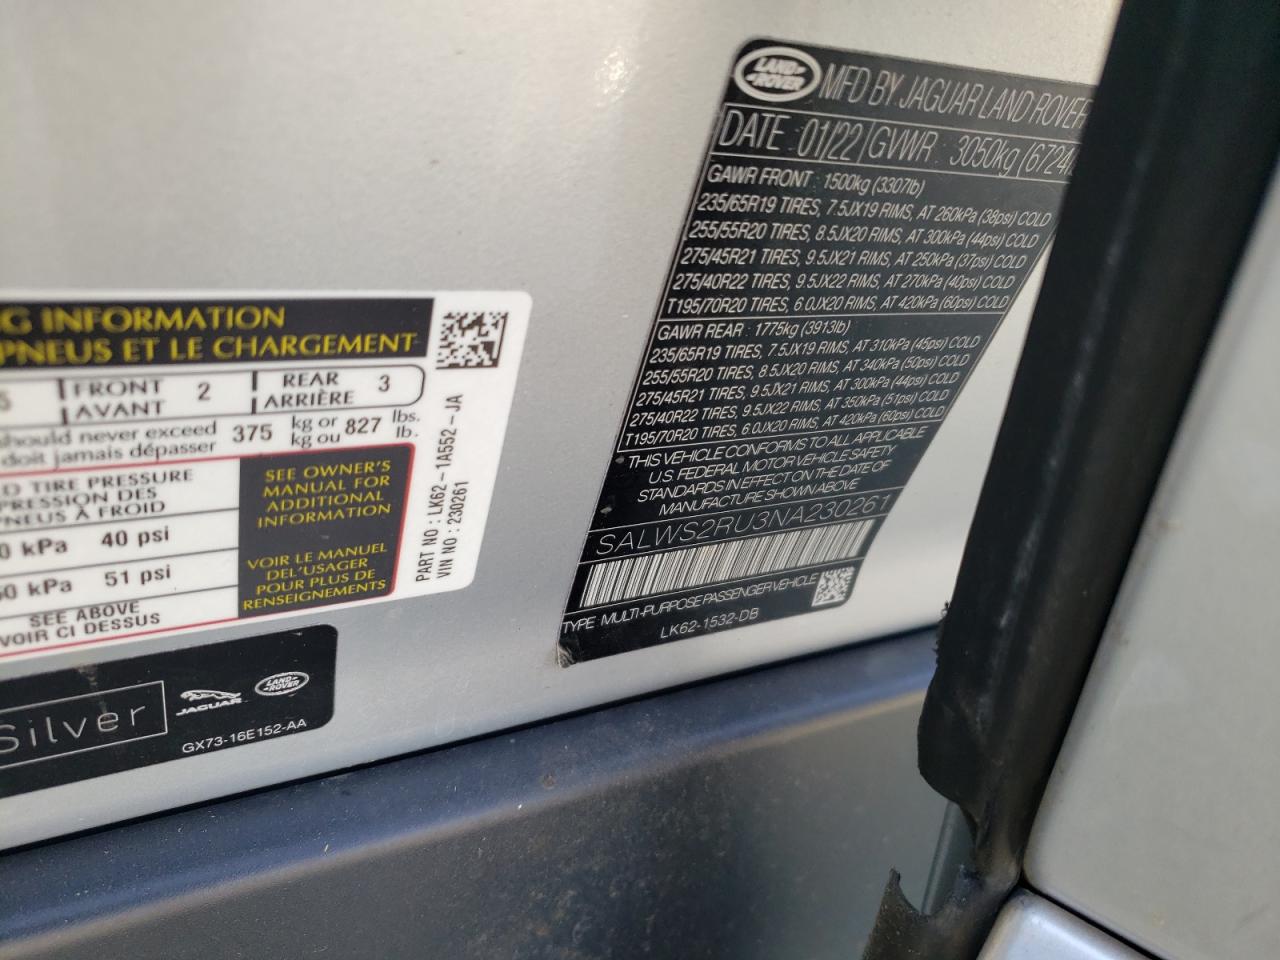 G INFORMATION
PNEUS ET LE CHARGEMENT
5 FRONT 2 REAR 3
AVANT ARRIÈRE
should never exceed 375 kg or 827 lbs.
doit jamais dépasser kg ou lb.
D TIRE PRESSURE
PRESSION DES
PNEUS À FROID
0 kPa 40 psi
50 kPa 51 psi
SEE ABOVE
VOIR CI DESSUS
SEE OWNER'S
MANUAL FOR
ADDITIONAL
INFORMATION
VOIR LE MANUEL
DEL'USAGER
POUR PLUS DE
RENSEIGNEMENTS
PART NO : LK62-1A552-JA
VIN NO : 230261
Silver
JAGUAR
LAND-
-ROVER
GX73-16E152-AA
LAND-
-ROVER
MFD BY JAGUAR LAND ROVER
DATE 01/22 GVWR : 3050kg (6724
GAWR FRONT : 1500kg (3307lb)
235/65R19 TIRES, 7.5JX19 RIMS, AT 260kPa (38psi) COLD
255/55R20 TIRES, 8.5JX20 RIMS, AT 300kPa (44psi) COLD
275/45R21 TIRES, 9.5JX21 RIMS, AT 250kPa (37psi) COLD
275/40R22 TIRES, 9.5JX22 RIMS, AT 270kPa (40psi) COLD
T195/70R20 TIRES, 6.0JX20 RIMS, AT 420kPa (60psi) COLD
GAWR REAR : 1775kg (3913lb)
235/65R19 TIRES, 7.5JX19 RIMS, AT 310kPa (45psi) COLD
255/55R20 TIRES, 8.5JX20 RIMS, AT 340kPa (50psi) COLD
275/45R21 TIRES, 9.5JX21 RIMS, AT 300kPa (44psi) COLD
275/40R22 TIRES, 9.5JX22 RIMS, AT 350kPa (51psi) COLD
T195/70R20 TIRES, 6.0JX20 RIMS, AT 420kPa (60psi) COLD
THIS VEHICLE CONFORMS TO ALL APPLICABLE
U.S. FEDERAL MOTOR VEHICLE SAFETY
STANDARDS IN EFFECT ON THE DATE OF
MANUFACTURE SHOWN ABOVE
SALWS2RU3NA230261
TYPE MULTI-PURPOSE PASSENGER VEHICLE
LK62-1532-DB